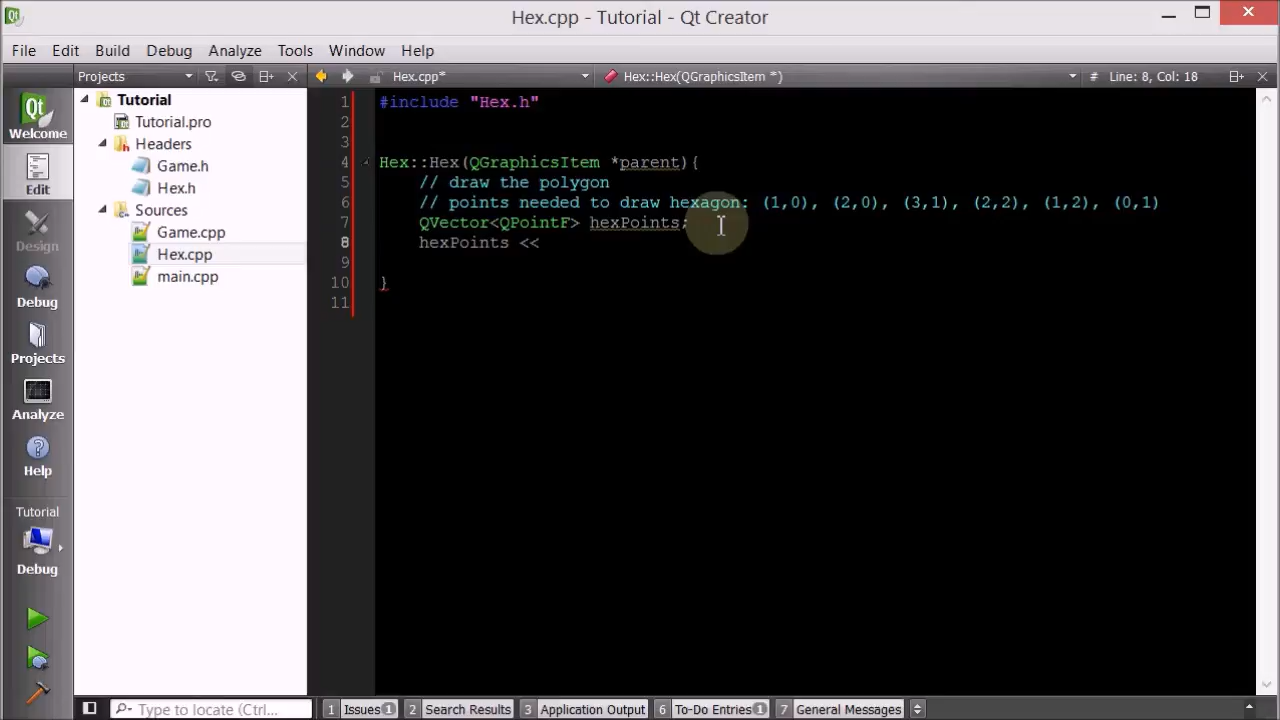 Hex.cpp - Tutorial - Qt Creator
File Edit Build Debug Analyze Tools Window Help
Projects Hex.cpp* Hex::Hex(QGraphicsItem *) # Line: 8, Col: 18
Qt
Welcome
Edit
Design
Debug
Projects
Analyze
Help
Tutorial
Debug
Tutorial
Tutorial.pro
Headers
Game.h
Hex.h
Sources
Game.cpp
Hex.cpp
main.cpp
1 #include "Hex.h"
2
3
4 Hex::Hex(QGraphicsItem *parent){
5 // draw the polygon
6 // points needed to draw hexagon: (1,0), (2,0), (3,1), (2,2), (1,2), (0,1)
7 QVector<QPointF> hexPoints;
8 hexPoints <<
9
10 }
11
Type to locate (Ctrl... 1 Issues 1 2 Search Results 3 Application Output 6 To-Do Entries 1 7 General Messages